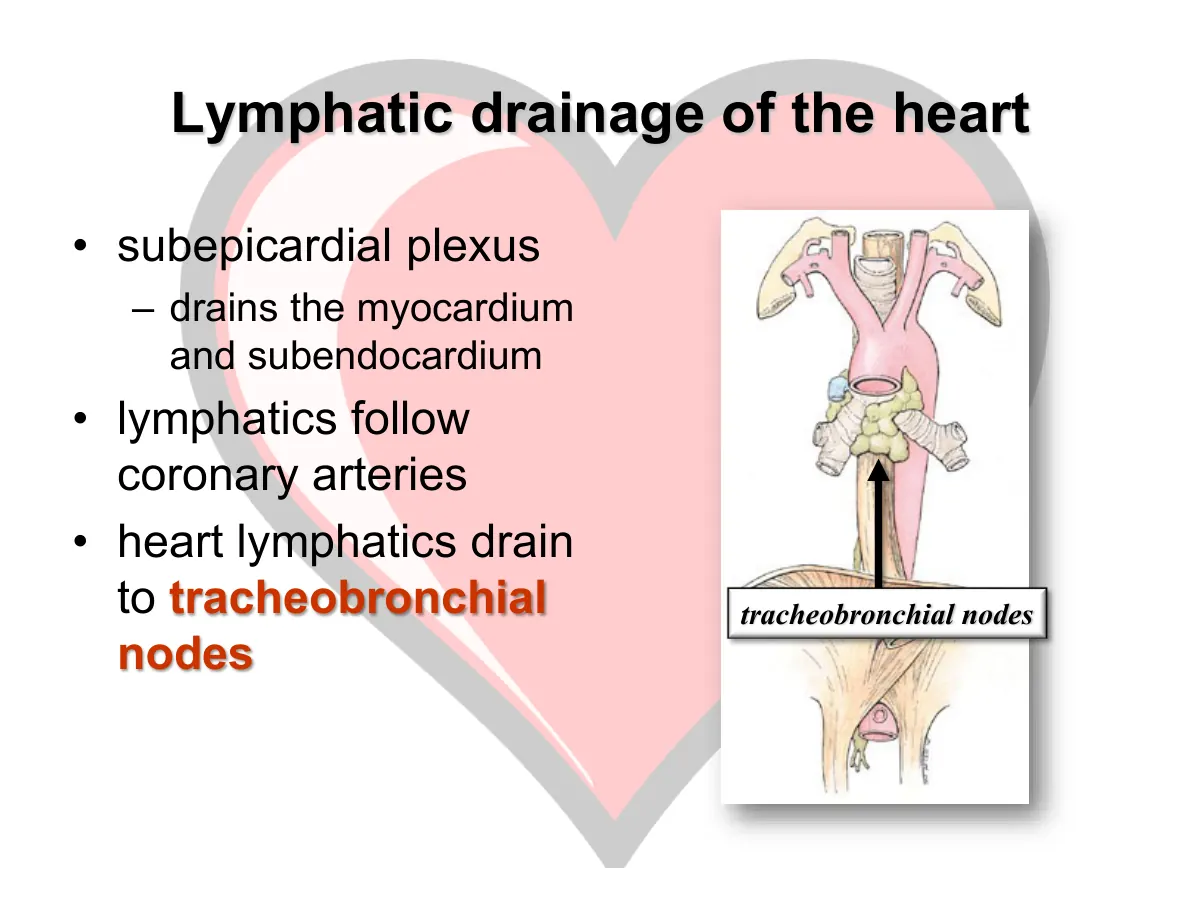 Lymphatic drainage of the heart
• subepicardial plexus
– drains the myocardium
and subendocardium
• lymphatics follow
coronary arteries
• heart lymphatics drain
to tracheobronchial
nodes
tracheobronchial nodes